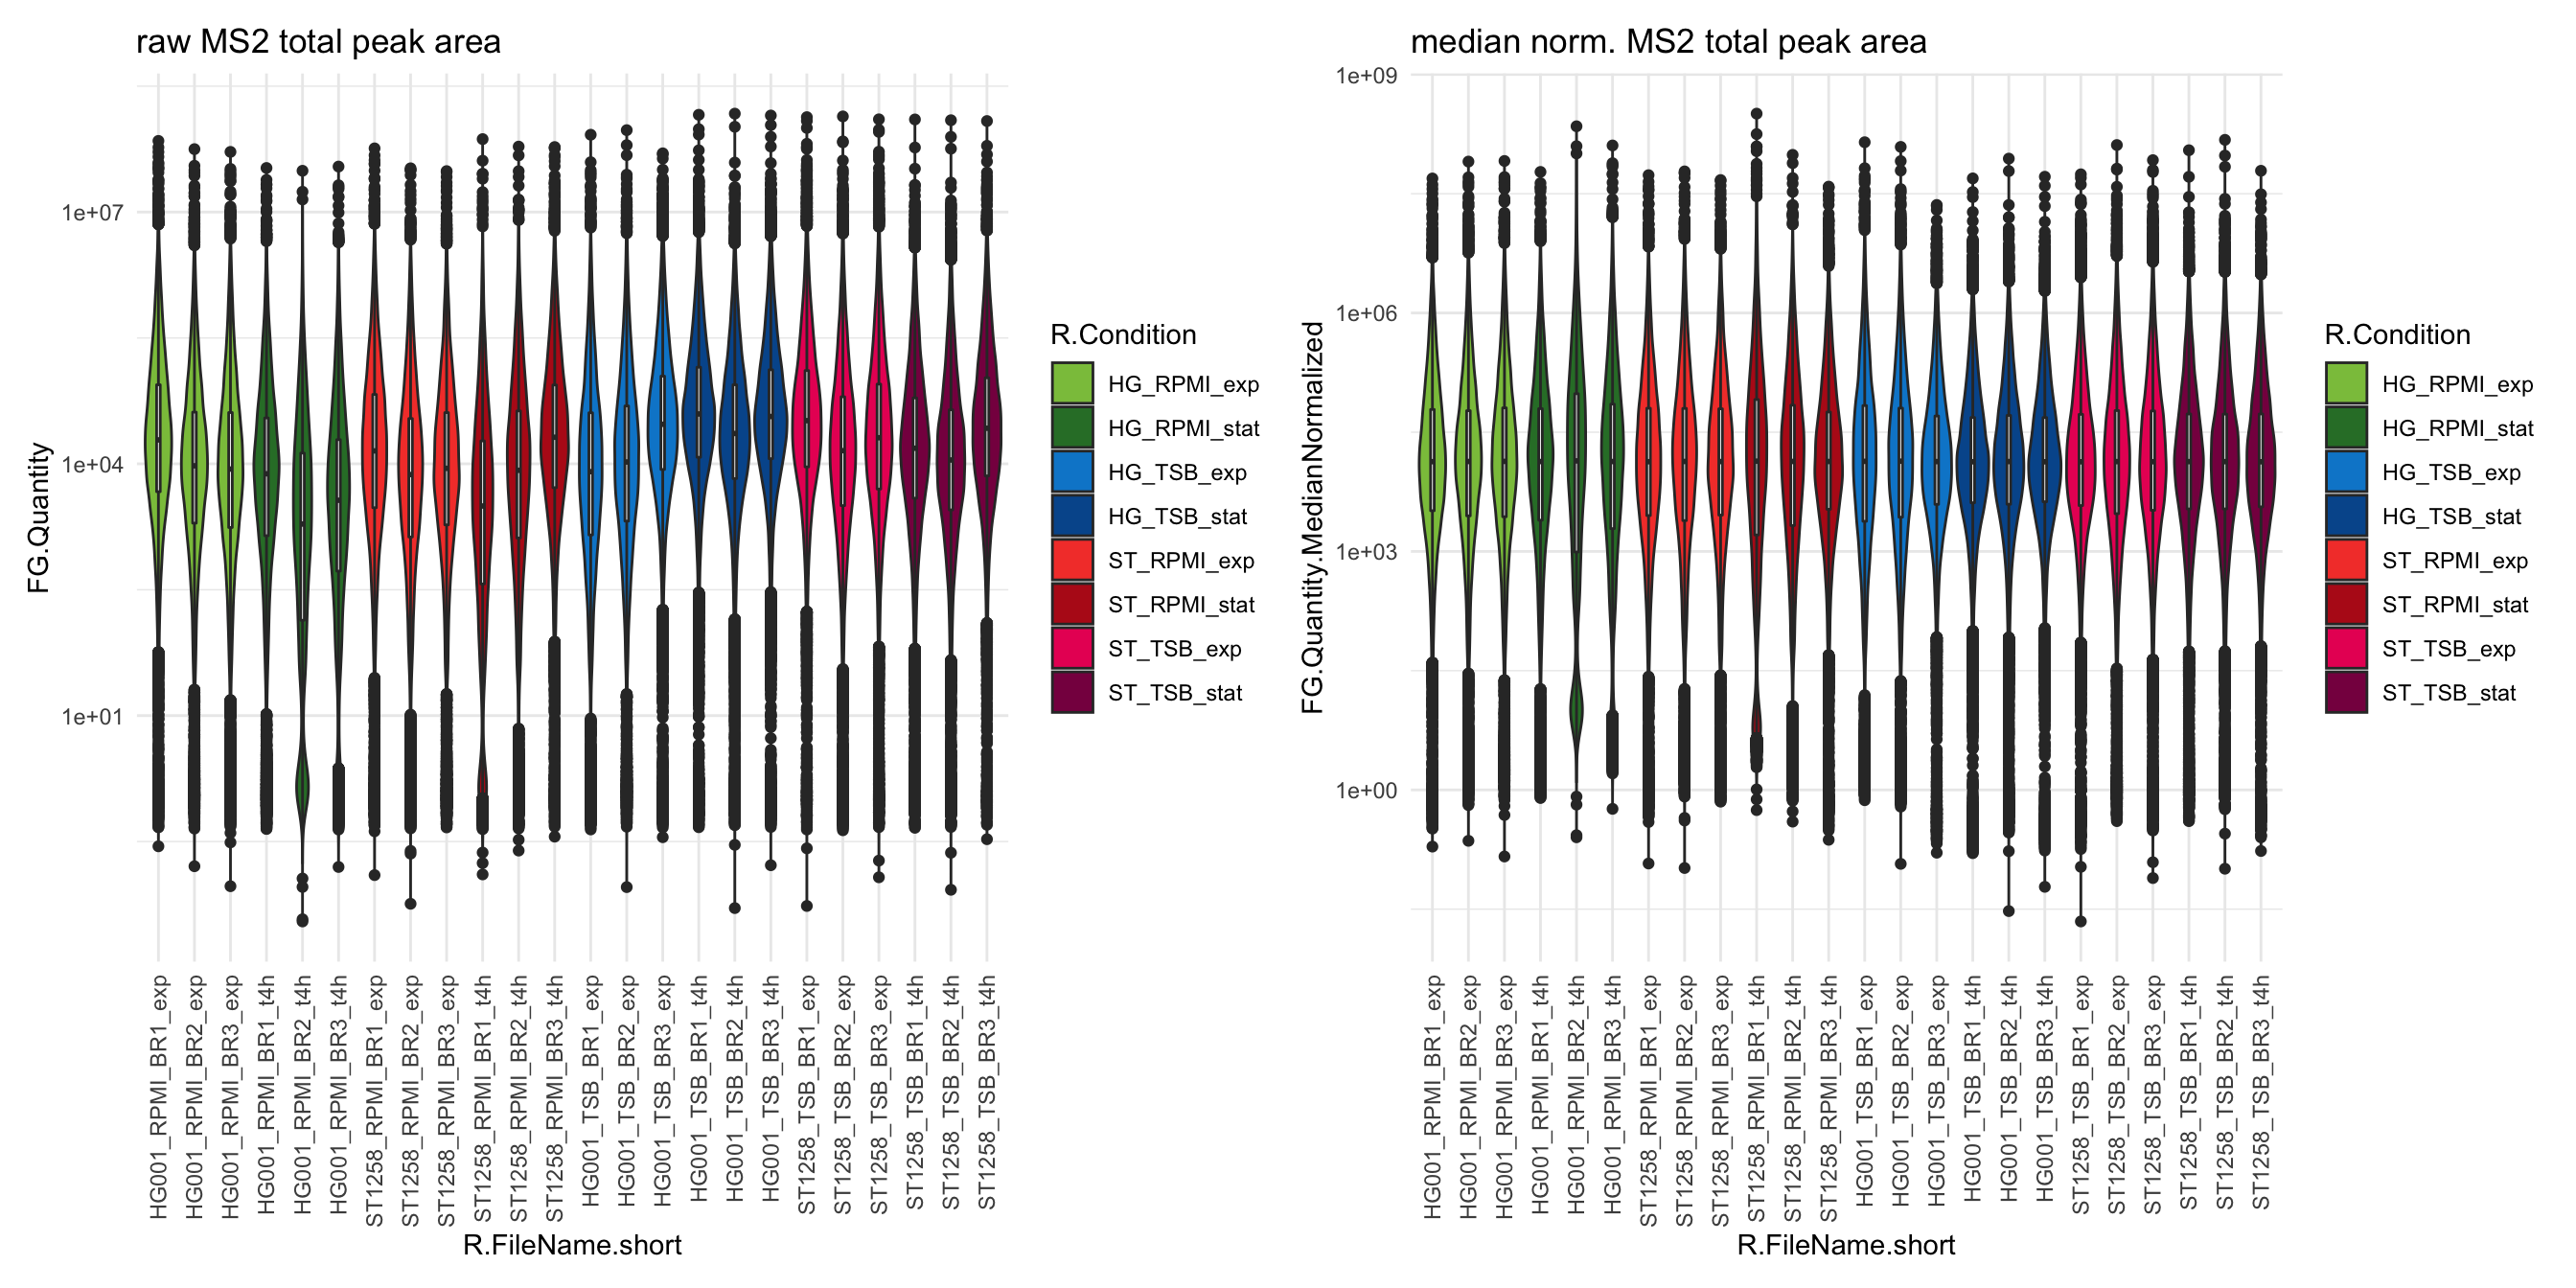 raw MS2 total peak area
FG.Quantity
1e+07
1e+04
1e+01
HG001_RPMI_BR1_exp
HG001_RPMI_BR2_exp
HG001_RPMI_BR3_exp
HG001_RPMI_BR1_t4h
HG001_RPMI_BR2_t4h
HG001_RPMI_BR3_t4h
ST1258_RPMI_BR1_exp
ST1258_RPMI_BR2_exp
ST1258_RPMI_BR3_exp
ST1258_RPMI_BR1_t4h
ST1258_RPMI_BR2_t4h
ST1258_RPMI_BR3_t4h
HG001_TSB_BR1_exp
HG001_TSB_BR2_exp
HG001_TSB_BR3_exp
HG001_TSB_BR1_t4h
HG001_TSB_BR2_t4h
HG001_TSB_BR3_t4h
ST1258_TSB_BR1_exp
ST1258_TSB_BR2_exp
ST1258_TSB_BR3_exp
ST1258_TSB_BR1_t4h
ST1258_TSB_BR2_t4h
ST1258_TSB_BR3_t4h
R.FileName.short
R.Condition
HG_RPMI_exp
HG_RPMI_stat
HG_TSB_exp
HG_TSB_stat
ST_RPMI_exp
ST_RPMI_stat
ST_TSB_exp
ST_TSB_stat
median norm. MS2 total peak area
FG.Quantity.MedianNormalized
1e+09
1e+06
1e+03
1e+00
HG001_RPMI_BR1_exp
HG001_RPMI_BR2_exp
HG001_RPMI_BR3_exp
HG001_RPMI_BR1_t4h
HG001_RPMI_BR2_t4h
HG001_RPMI_BR3_t4h
ST1258_RPMI_BR1_exp
ST1258_RPMI_BR2_exp
ST1258_RPMI_BR3_exp
ST1258_RPMI_BR1_t4h
ST1258_RPMI_BR2_t4h
ST1258_RPMI_BR3_t4h
HG001_TSB_BR1_exp
HG001_TSB_BR2_exp
HG001_TSB_BR3_exp
HG001_TSB_BR1_t4h
HG001_TSB_BR2_t4h
HG001_TSB_BR3_t4h
ST1258_TSB_BR1_exp
ST1258_TSB_BR2_exp
ST1258_TSB_BR3_exp
ST1258_TSB_BR1_t4h
ST1258_TSB_BR2_t4h
ST1258_TSB_BR3_t4h
R.FileName.short
R.Condition
HG_RPMI_exp
HG_RPMI_stat
HG_TSB_exp
HG_TSB_stat
ST_RPMI_exp
ST_RPMI_stat
ST_TSB_exp
ST_TSB_stat